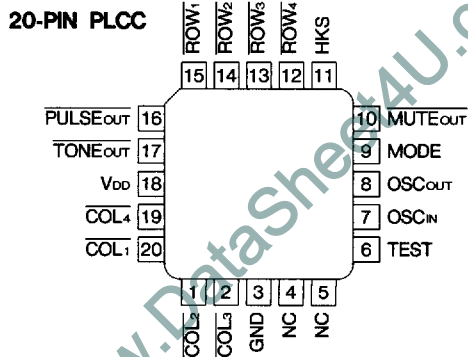 20-PIN PLCC
ROW1 ROW2 ROW3 ROW4 HKS
15 14 13 12 11
PULSEOUT 16
TONEOUT 17
VDD 18
COL4 19
COL1 20
10 MUTEOUT
9 MODE
8 OSCOUT
7 OSCIN
6 TEST
1 2 3 4 5
COL2 COL3 GND NC NC
www.DataSheet4U.c